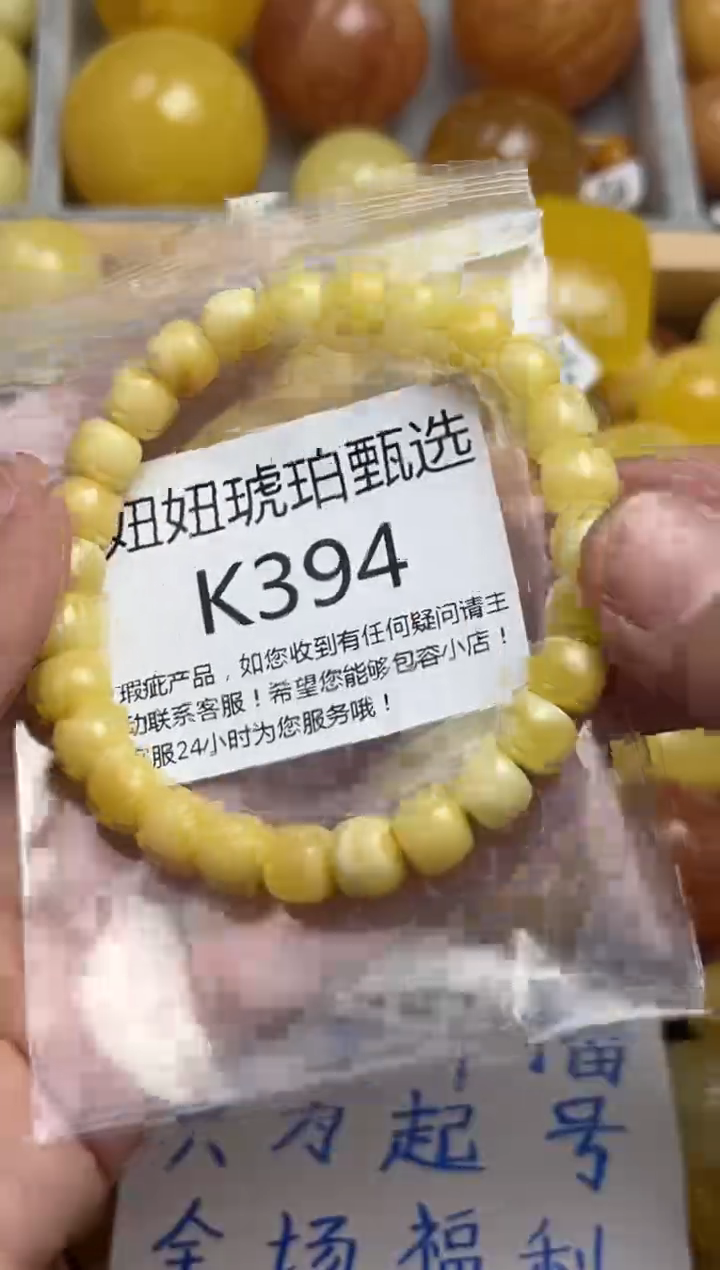 妞妞琥珀甄选
K394
瑕疵产品，如您收到有任何疑问请主
动联系客服！希望您能够包容小店！
客服24小时为您服务哦！
起号
全场福利